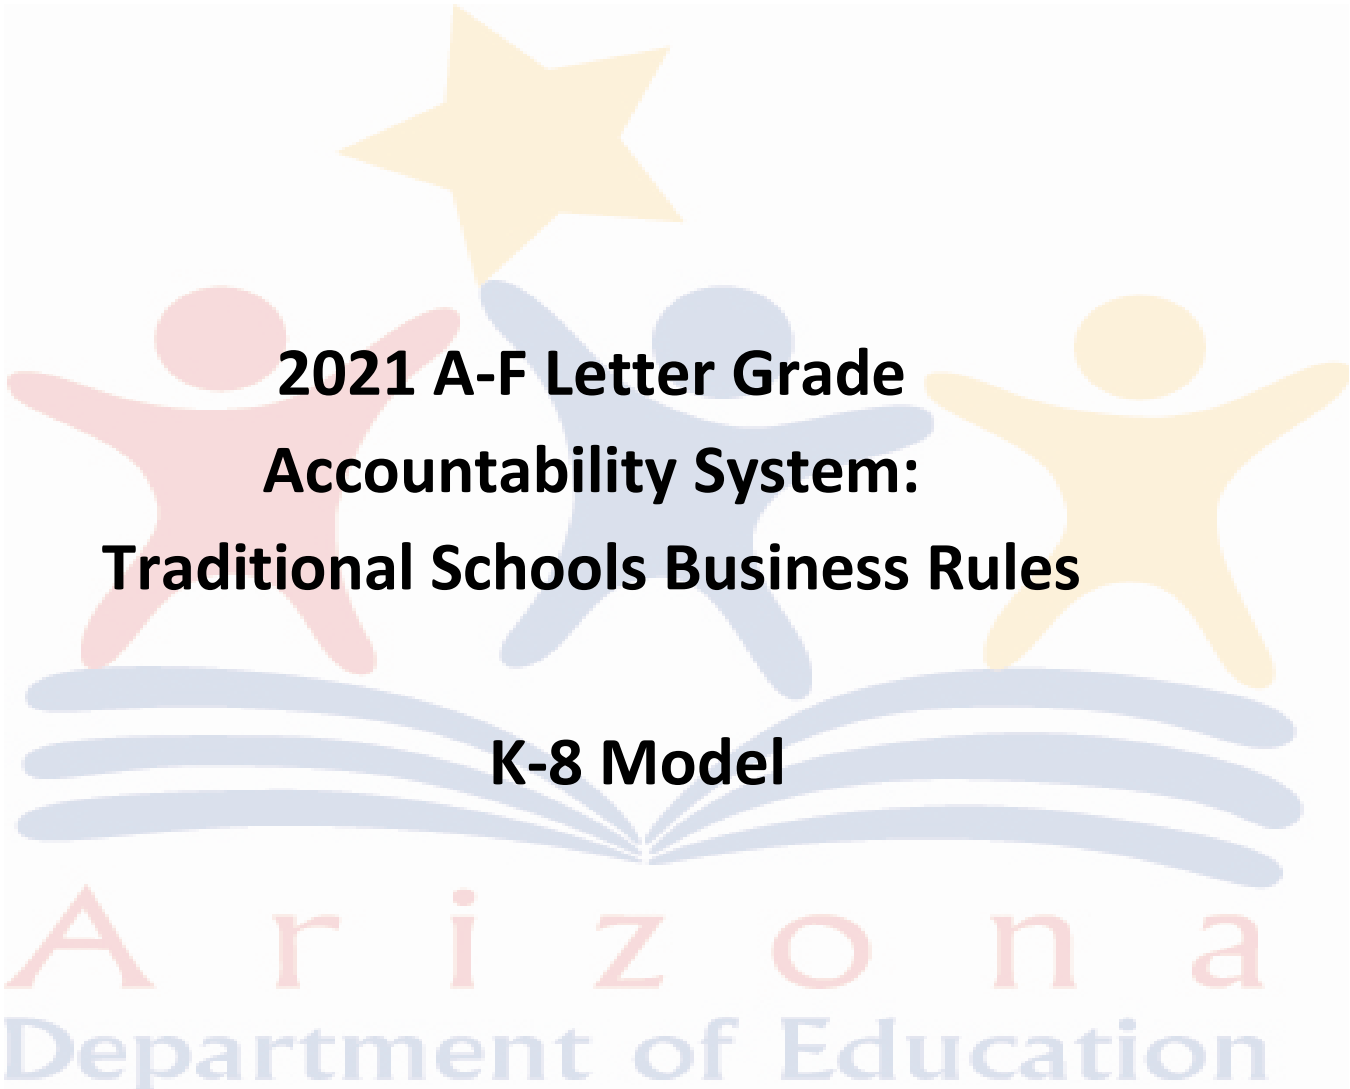 2021 A-F Letter Grade
Accountability System:
Traditional Schools Business Rules
K-8 Model
Arizona
Department of Education